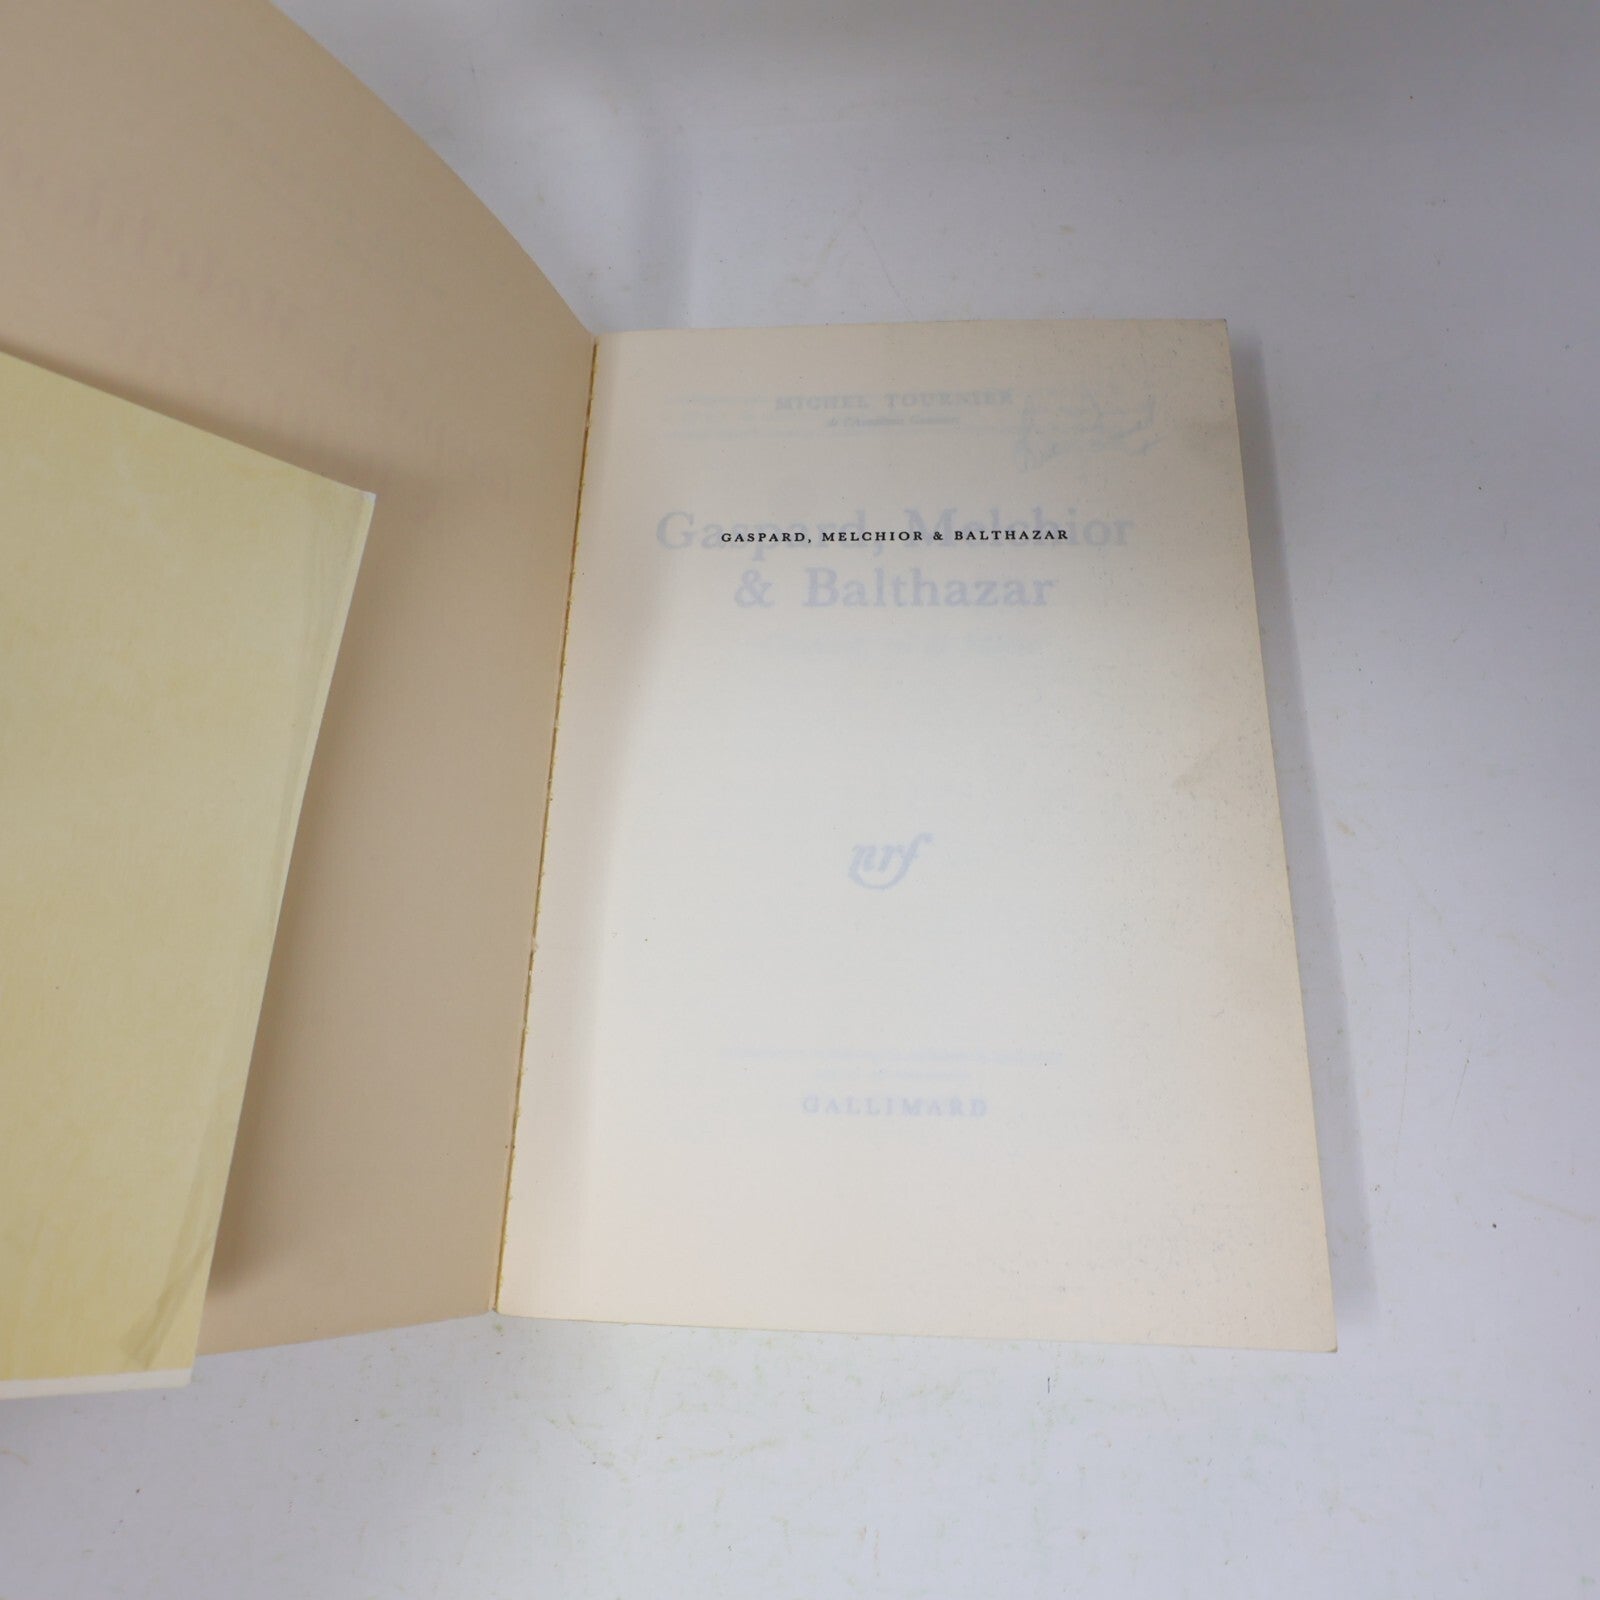 MICHEL TOURNIER
de l'Académie Goncourt
Gaspard, Melchior
GASPARD, MELCHIOR & BALTHAZAR
& Balthazar
nrf
GALLIMARD